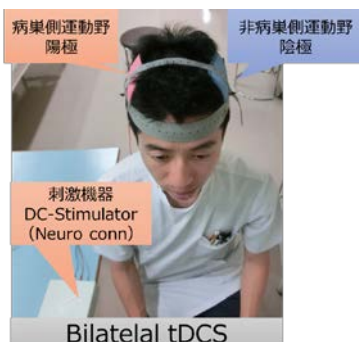 病巣側運動野
陽極
非病巣側運動野
陰極
刺激機器
DC-Stimulator
(Neuro conn)
Bilatelal tDCS